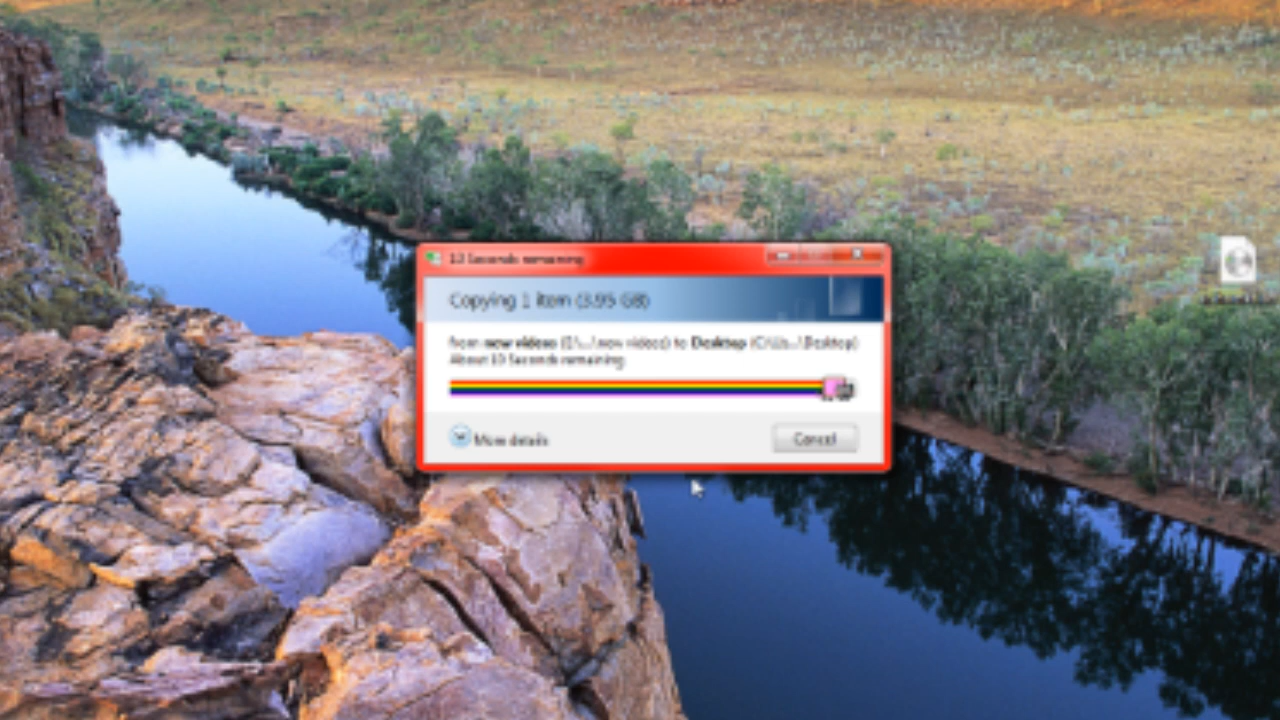 10 Seconds remaining
Copying 1 item (3.95 GB)
from new videos (E:\...\new videos) to Desktop (C:\Us...\Desktop)
About 10 Seconds remaining
More details
Cancel